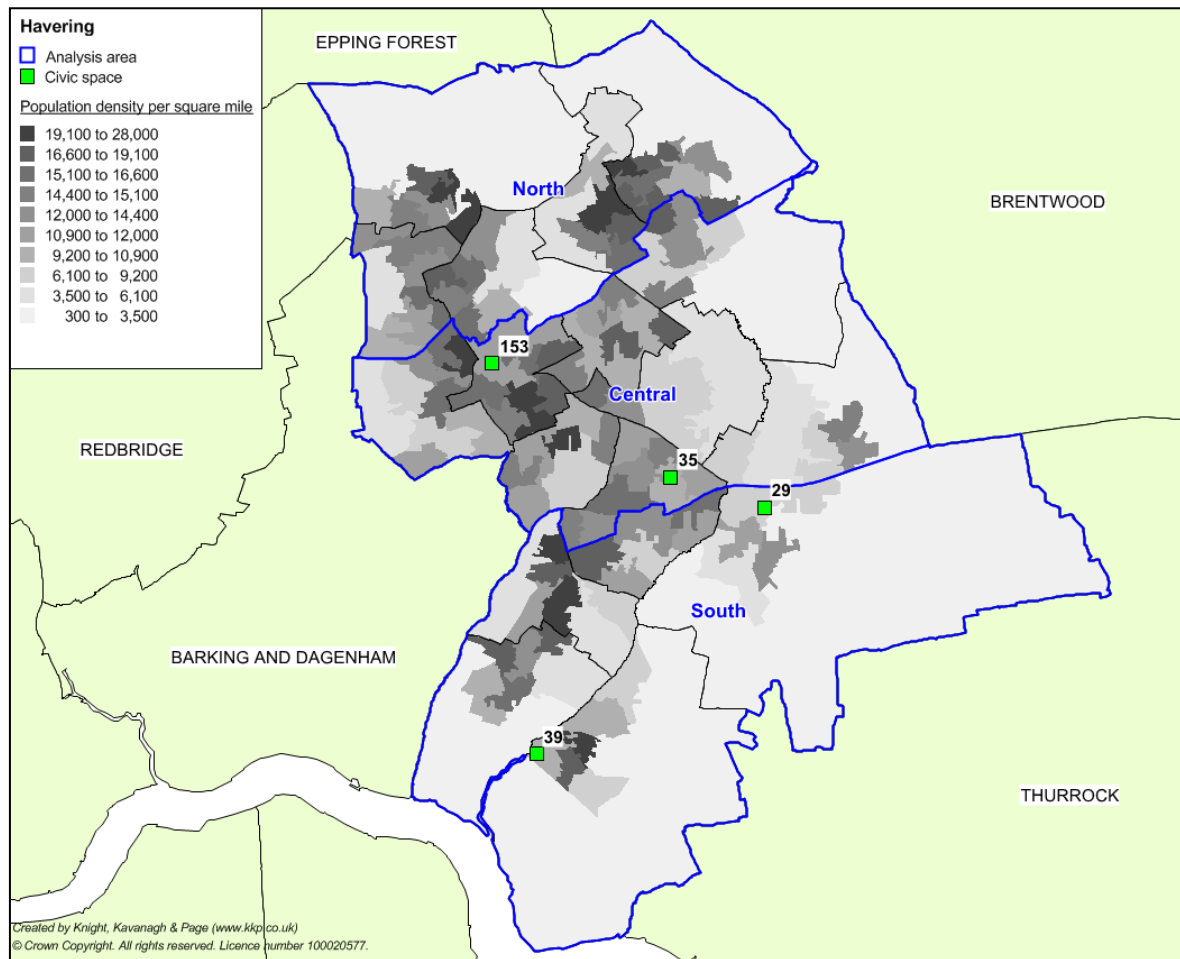 Havering
Analysis area
Civic space
Population density per square mile
19,100 to 28,000
16,600 to 19,100
15,100 to 16,600
14,400 to 15,100
12,000 to 14,400
10,900 to 12,000
9,200 to 10,900
6,100 to 9,200
3,500 to 6,100
300 to 3,500
EPPING FOREST
North
BRENTWOOD
153
Central
REDBRIDGE
35
29
South
BARKING AND DAGENHAM
39
THURROCK
Created by Knight, Kavanagh & Page (www.kkp.co.uk)
© Crown Copyright. All rights reserved. Licence number 100020577.